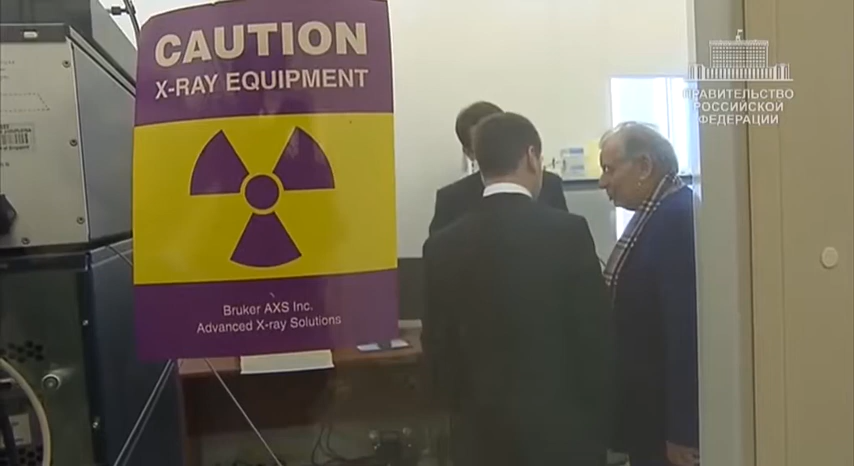 CAUTION
X-RAY EQUIPMENT
Bruker AXS Inc.
Advanced X-ray Solutions
ПРАВИТЕЛЬСТВО
РОССИЙСКОЙ
ФЕДЕРАЦИИ